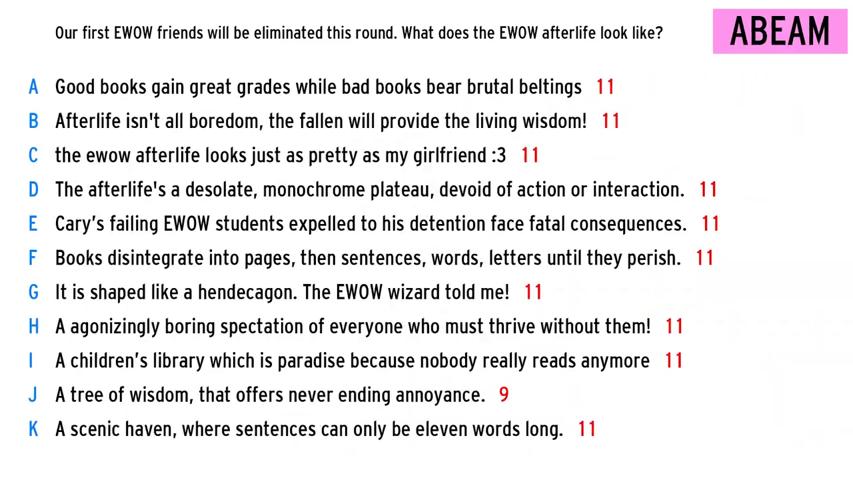 Our first EWOW friends will be eliminated this round. What does the EWOW afterlife look like?
ABEAM
A Good books gain great grades while bad books bear brutal beltings 11
B Afterlife isn't all boredom, the fallen will provide the living wisdom! 11
C the ewow afterlife looks just as pretty as my girlfriend :3 11
D The afterlife's a desolate, monochrome plateau, devoid of action or interaction. 11
E Cary's failing EWOW students expelled to his detention face fatal consequences. 11
F Books disintegrate into pages, then sentences, words, letters until they perish. 11
G It is shaped like a hendecagon. The EWOW wizard told me! 11
H A agonizingly boring spectation of everyone who must thrive without them! 11
I A children's library which is paradise because nobody really reads anymore 11
J A tree of wisdom, that offers never ending annoyance. 9
K A scenic haven, where sentences can only be eleven words long. 11